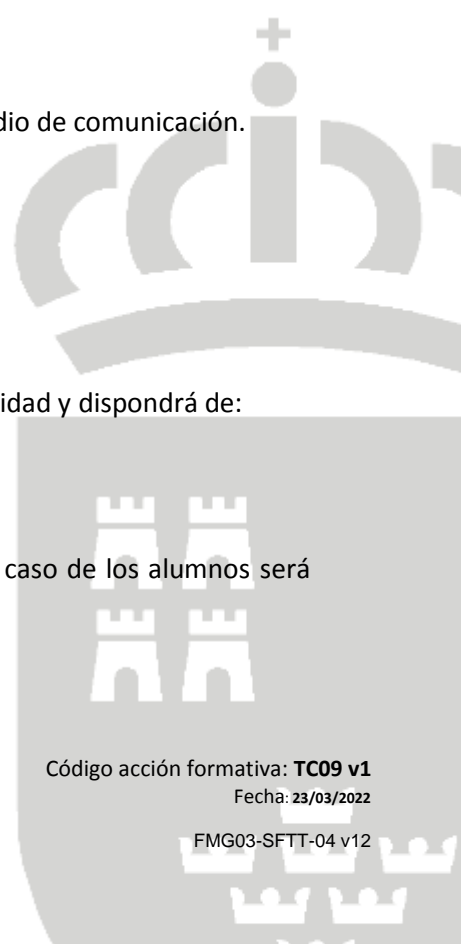 dio de comunicación.
idad y dispondrá de:
caso de los alumnos será
Código acción formativa: TC09 v1
Fecha: 23/03/2022
FMG03-SFTT-04 v12